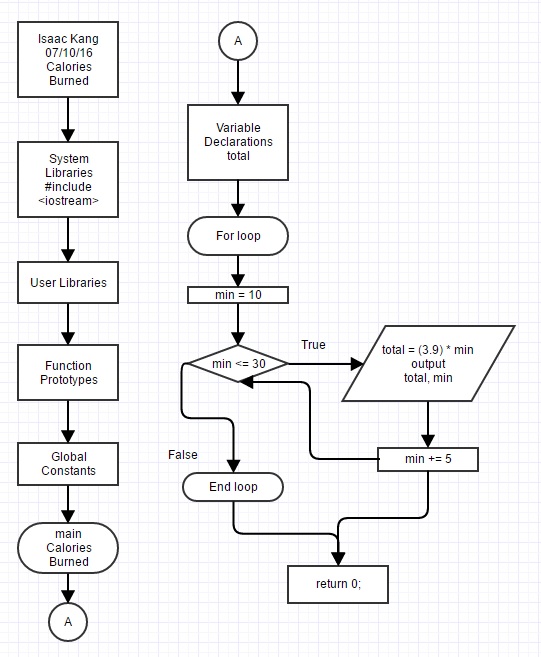 Isaac Kang
07/10/16
Calories
Burned
System
Libraries
#include
<iostream>
User Libraries
Function
Prototypes
Global
Constants
main
Calories
Burned
A
A
Variable
Declarations
total
For loop
min = 10
min <= 30
True
total = (3.9) * min
output
total, min
min += 5
False
End loop
return 0;